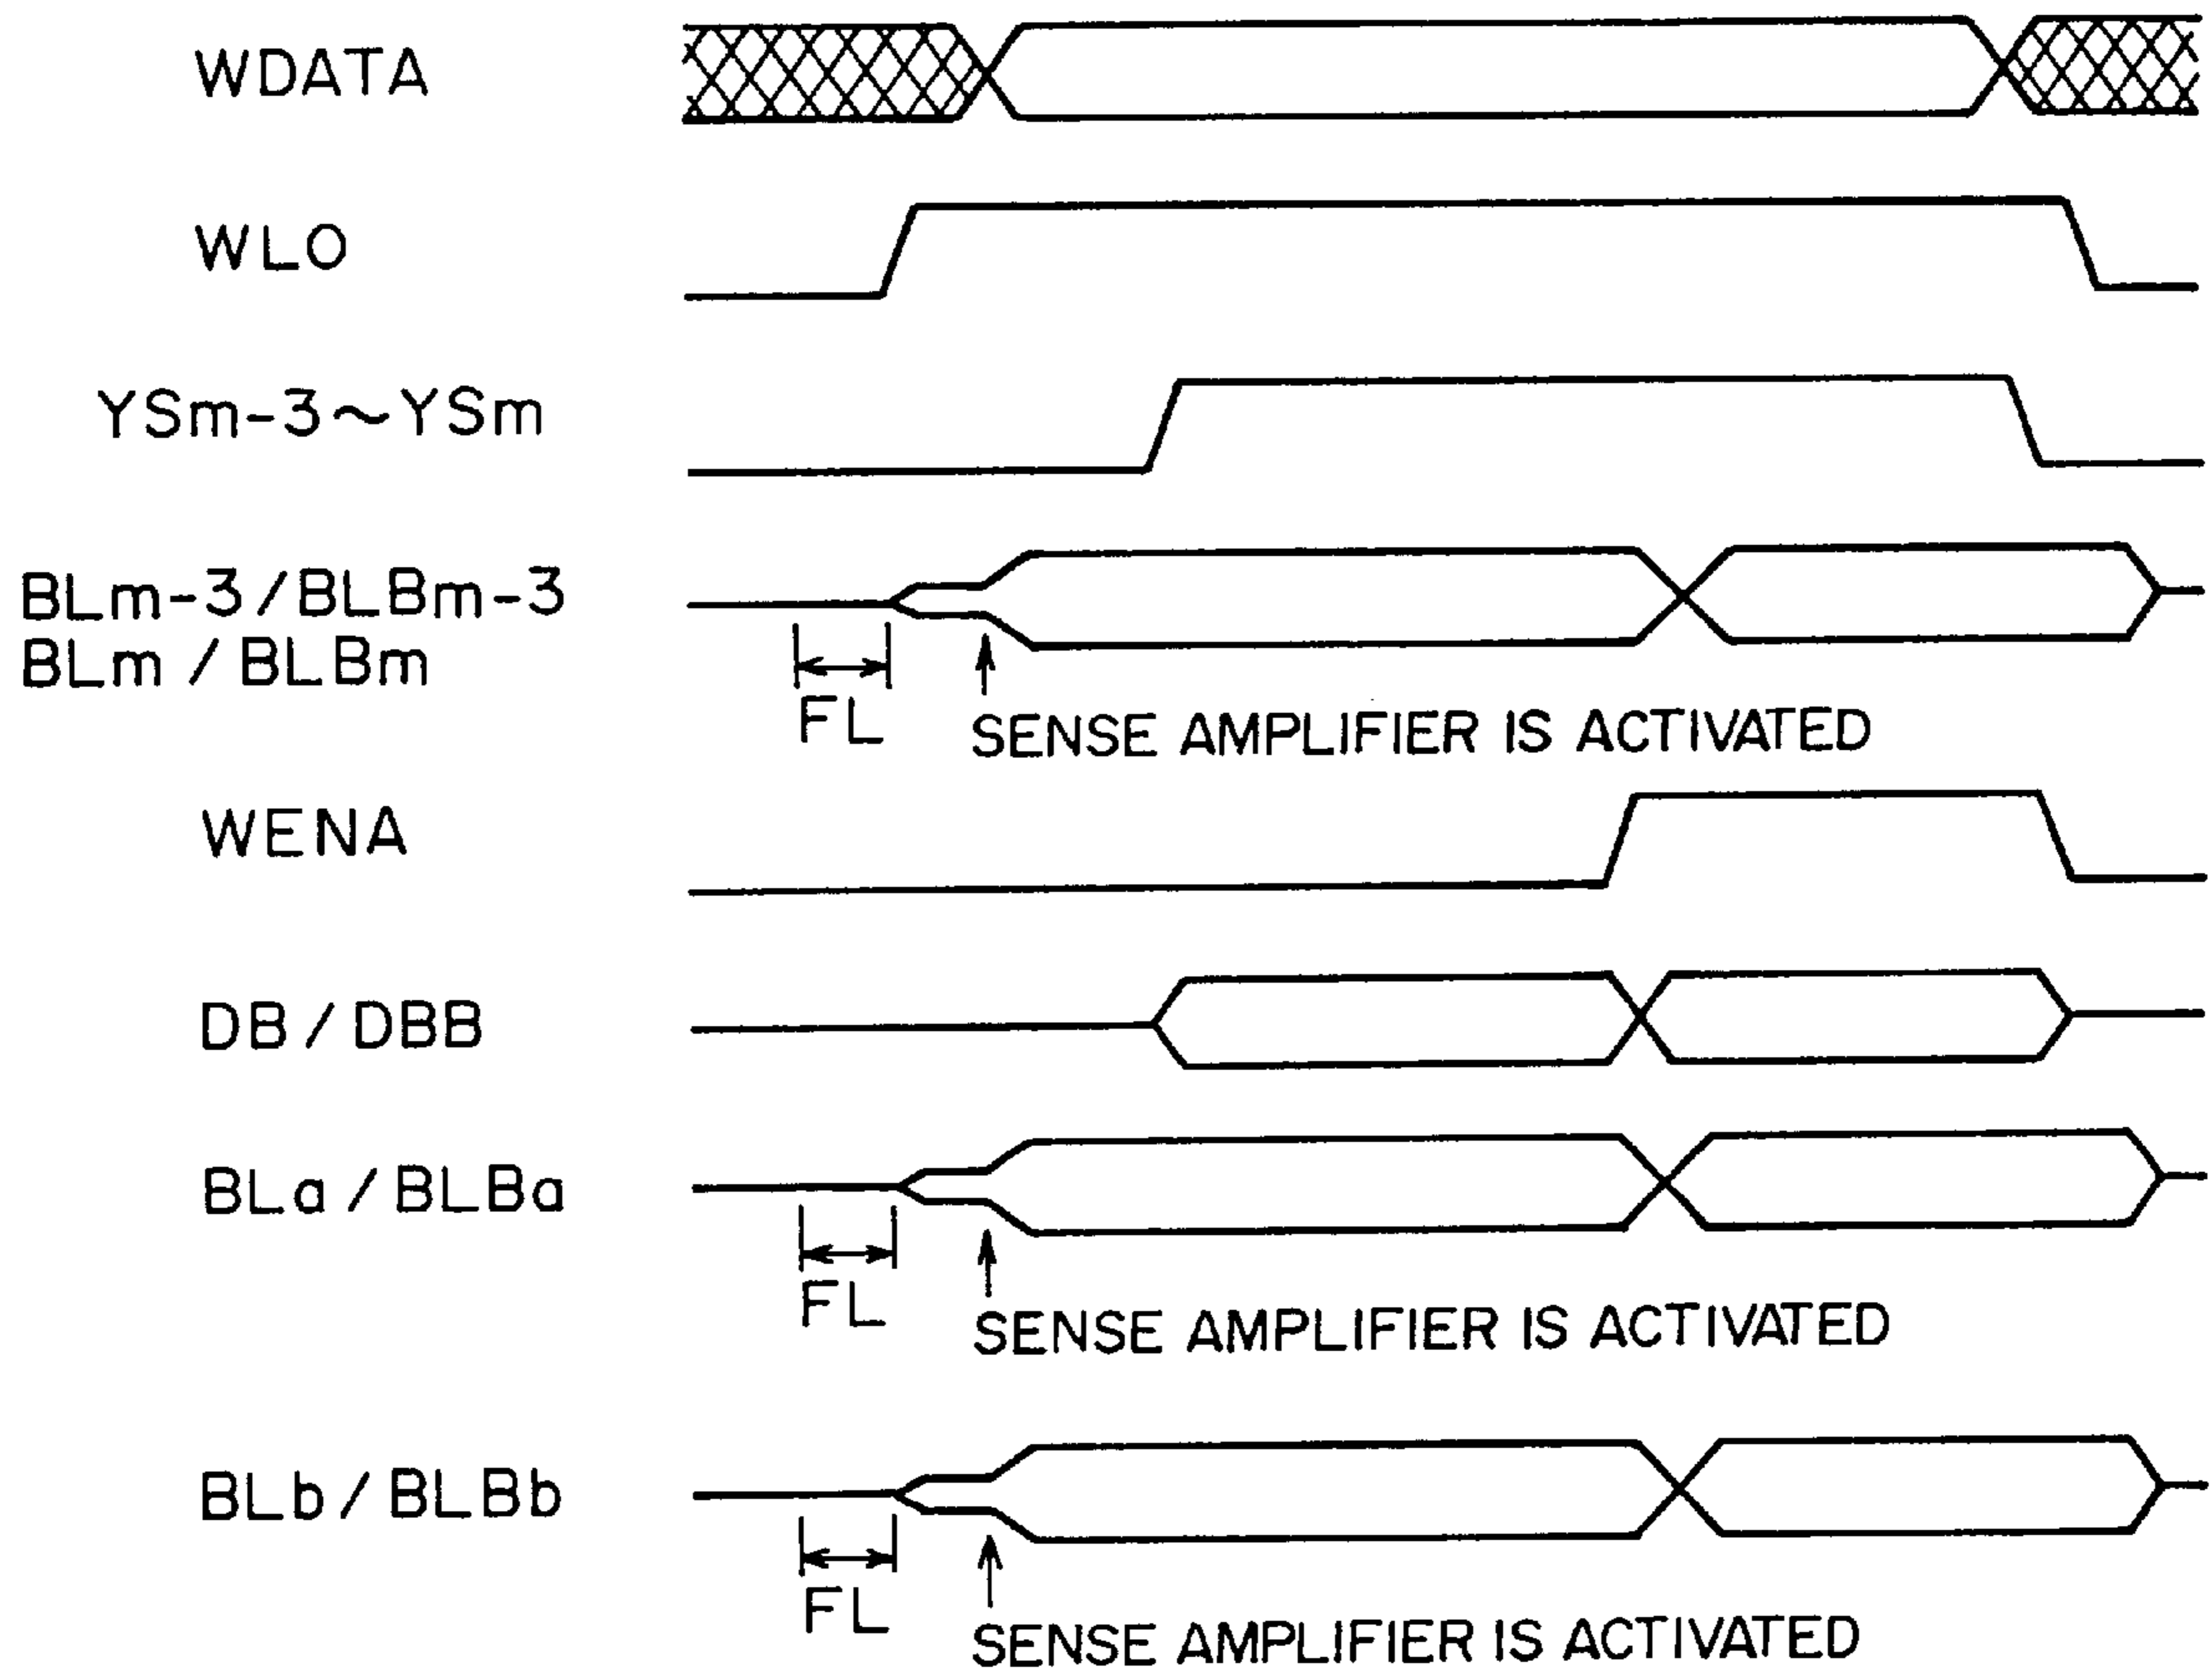 WDATA
WLO
YSm-3~YSm
BLm-3/BLBm-3
BLm/BLBm
FL
SENSE AMPLIFIER IS ACTIVATED
WENA
DB/DBB
BLa/BLBa
FL
SENSE AMPLIFIER IS ACTIVATED
BLb/BLBb
FL
SENSE AMPLIFIER IS ACTIVATED